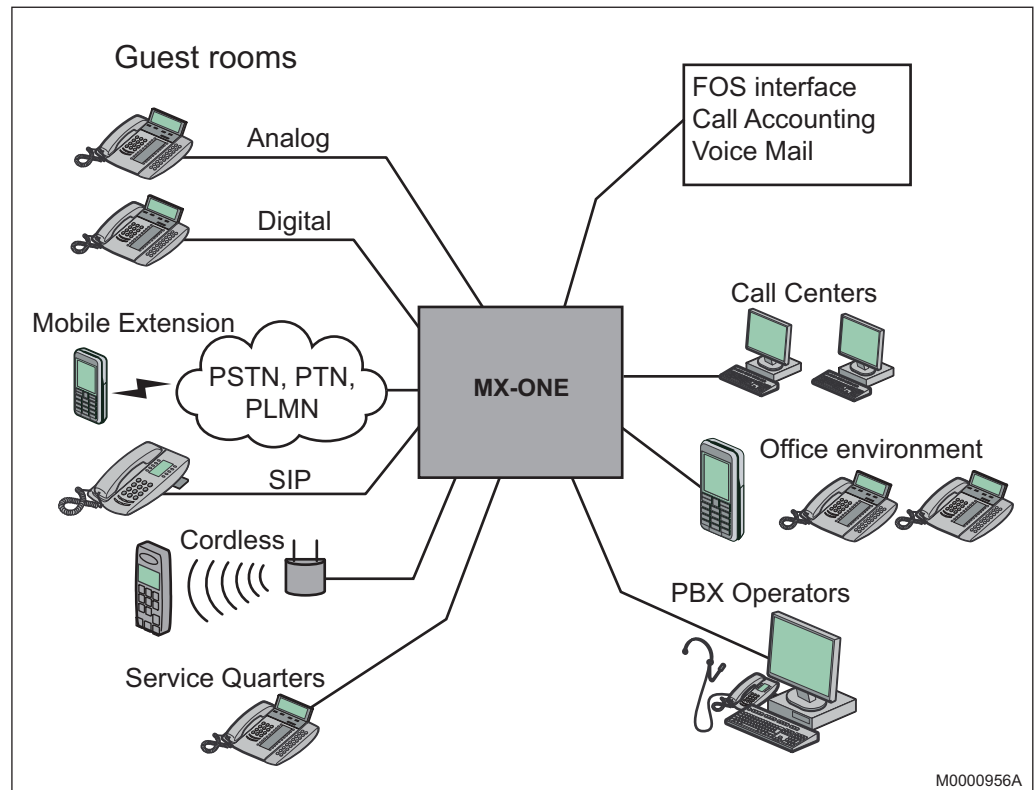 Guest rooms
Analog
Digital
Mobile Extension
PSTN, PTN,
PLMN
SIP
Cordless
Service Quarters
MX-ONE
FOS interface
Call Accounting
Voice Mail
Call Centers
Office environment
PBX Operators
M0000956A